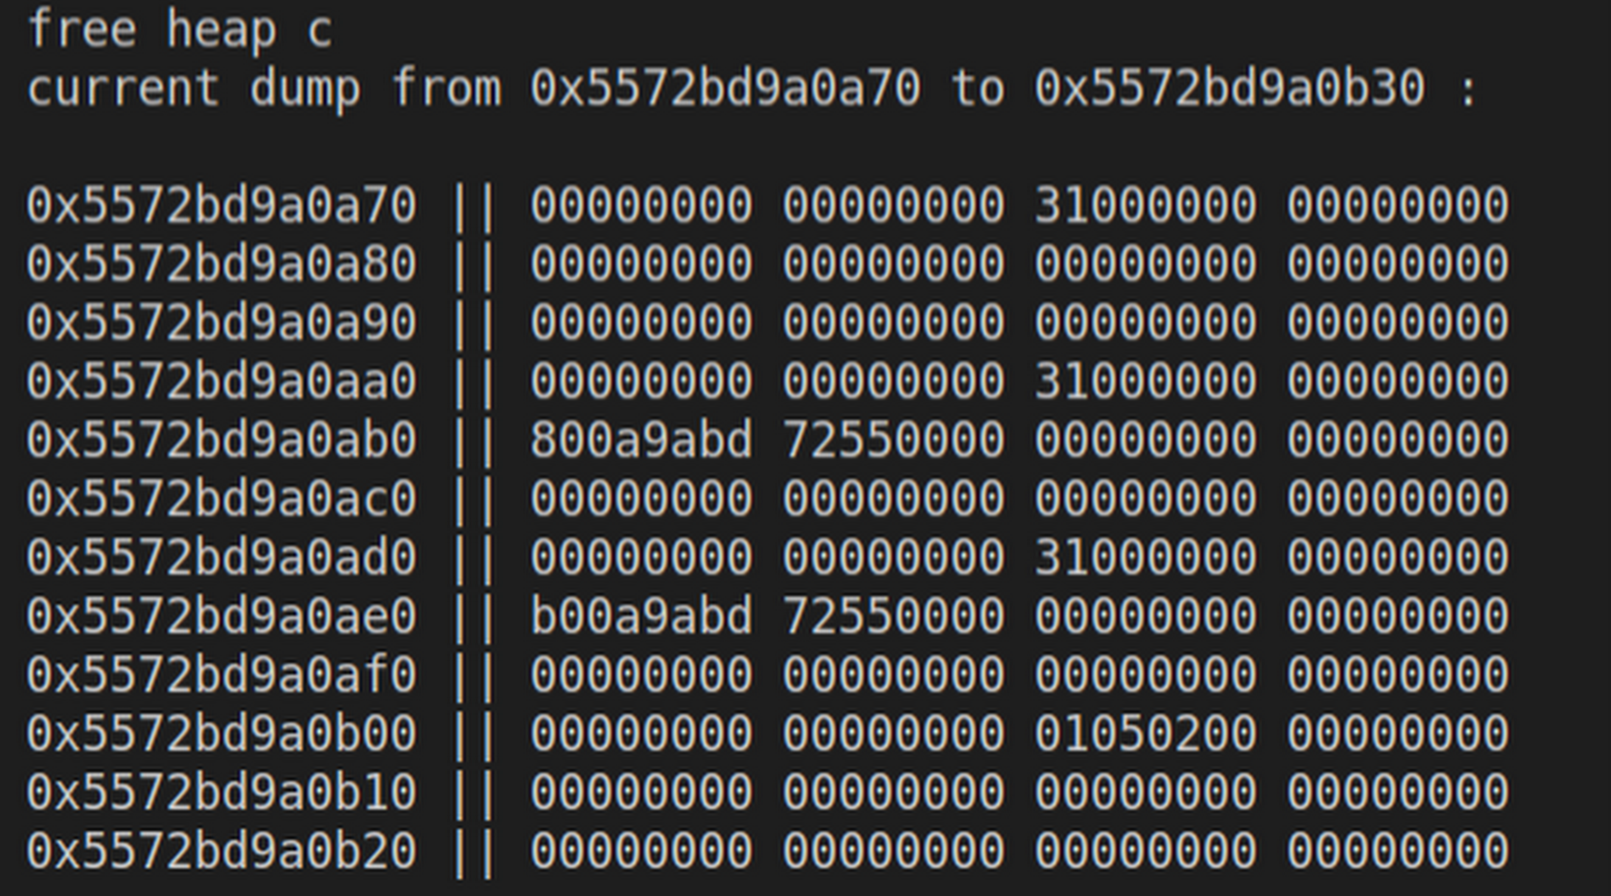 free heap c
current dump from 0x5572bd9a0a70 to 0x5572bd9a0b30 :
0x5572bd9a0a70 || 00000000 00000000 31000000 00000000
0x5572bd9a0a80 || 00000000 00000000 00000000 00000000
0x5572bd9a0a90 || 00000000 00000000 00000000 00000000
0x5572bd9a0aa0 || 00000000 00000000 31000000 00000000
0x5572bd9a0ab0 || 800a9abd 72550000 00000000 00000000
0x5572bd9a0ac0 || 00000000 00000000 00000000 00000000
0x5572bd9a0ad0 || 00000000 00000000 31000000 00000000
0x5572bd9a0ae0 || b00a9abd 72550000 00000000 00000000
0x5572bd9a0af0 || 00000000 00000000 00000000 00000000
0x5572bd9a0b00 || 00000000 00000000 01050200 00000000
0x5572bd9a0b10 || 00000000 00000000 00000000 00000000
0x5572bd9a0b20 || 00000000 00000000 00000000 00000000